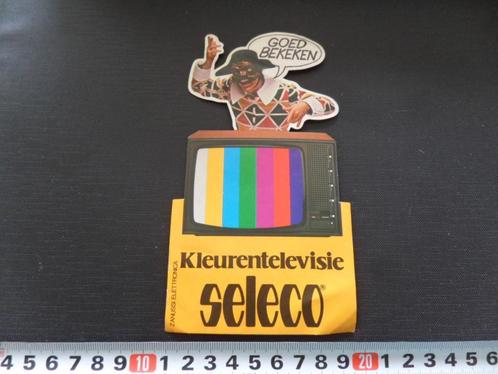 GOED
BEKEKEN
Kleurentelevisie
seleco®
ZANUSSI ELETTRONICA
4 5 6 7 8 9 10 1 2 3 4 5 6 7 8 9 20 1 2 3 4 5 6